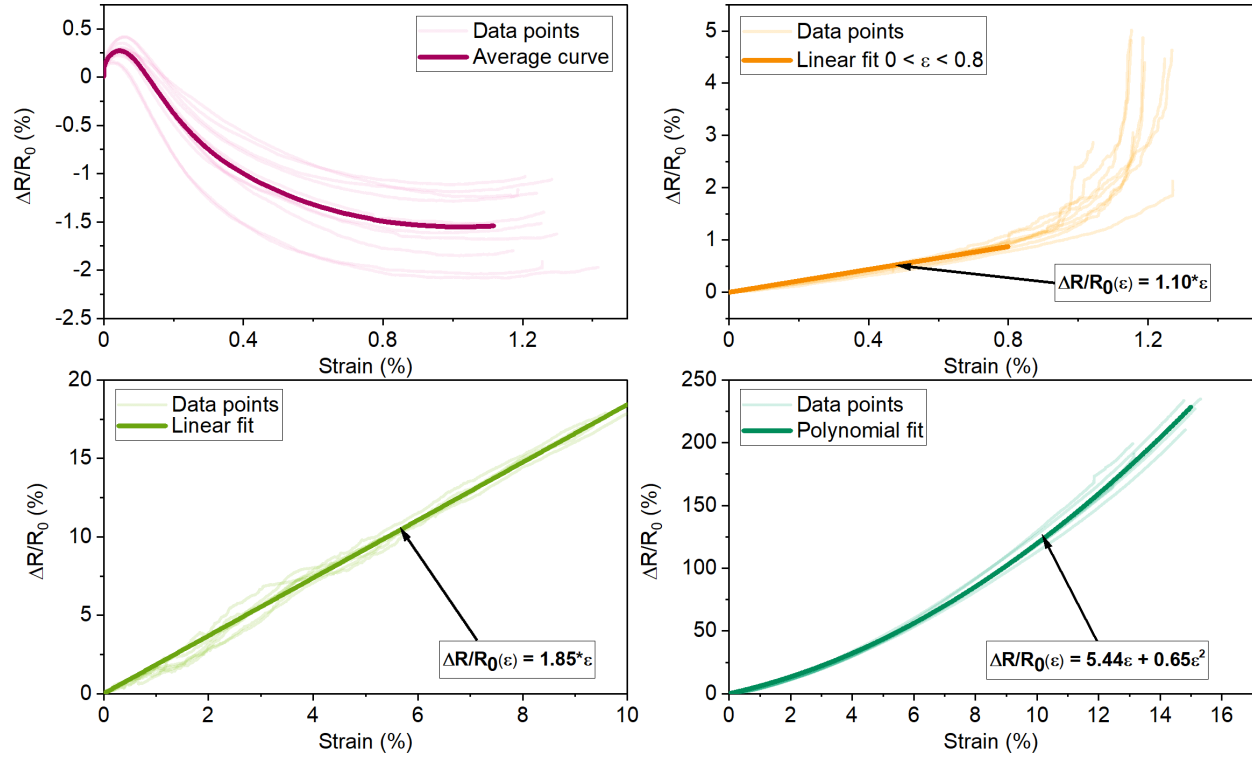 0.5
0
-0.5
-1
-1.5
-2
-2.5
ΔR/R0 (%)
Data points
Average curve
0 0.4 0.8 1.2
Strain (%)
5
4
3
2
1
0
ΔR/R0 (%)
Data points
Linear fit 0 < ε < 0.8
ΔR/R0(ε) = 1.10*ε
0.0 0.4 0.8 1.2
Strain (%)
20
15
10
5
0
ΔR/R0 (%)
Data points
Linear fit
ΔR/R0(ε) = 1.85*ε
0 2 4 6 8 10
Strain (%)
250
200
150
100
50
0
ΔR/R0 (%)
Data points
Polynomial fit
ΔR/R0(ε) = 5.44ε + 0.65ε²
0 2 4 6 8 10 12 14 16
Strain (%)